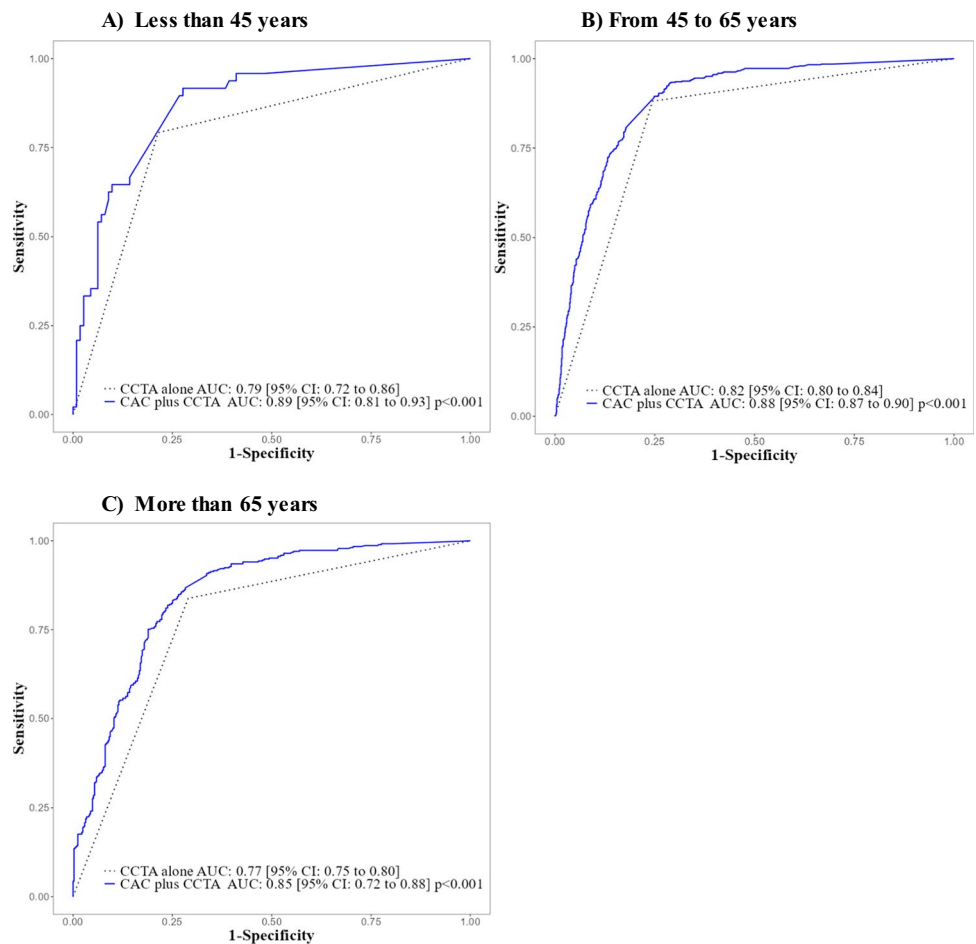 A) Less than 45 years
1.00
0.75
0.50
0.25
0.00
Sensitivity
CCTA alone AUC: 0.79 [95% CI: 0.72 to 0.86]
CAC plus CCTA AUC: 0.89 [95% CI: 0.81 to 0.93] p<0.001
0.00 0.25 0.50 0.75 1.00
1-Specificity
B) From 45 to 65 years
1.00
0.75
0.50
0.25
0.00
Sensitivity
CCTA alone AUC: 0.82 [95% CI: 0.80 to 0.84]
CAC plus CCTA AUC: 0.88 [95% CI: 0.87 to 0.90] p<0.001
0.00 0.25 0.50 0.75 1.00
1-Specificity
C) More than 65 years
1.00
0.75
0.50
0.25
0.00
Sensitivity
CCTA alone AUC: 0.77 [95% CI: 0.75 to 0.80]
CAC plus CCTA AUC: 0.85 [95% CI: 0.72 to 0.88] p<0.001
0.00 0.25 0.50 0.75 1.00
1-Specificity